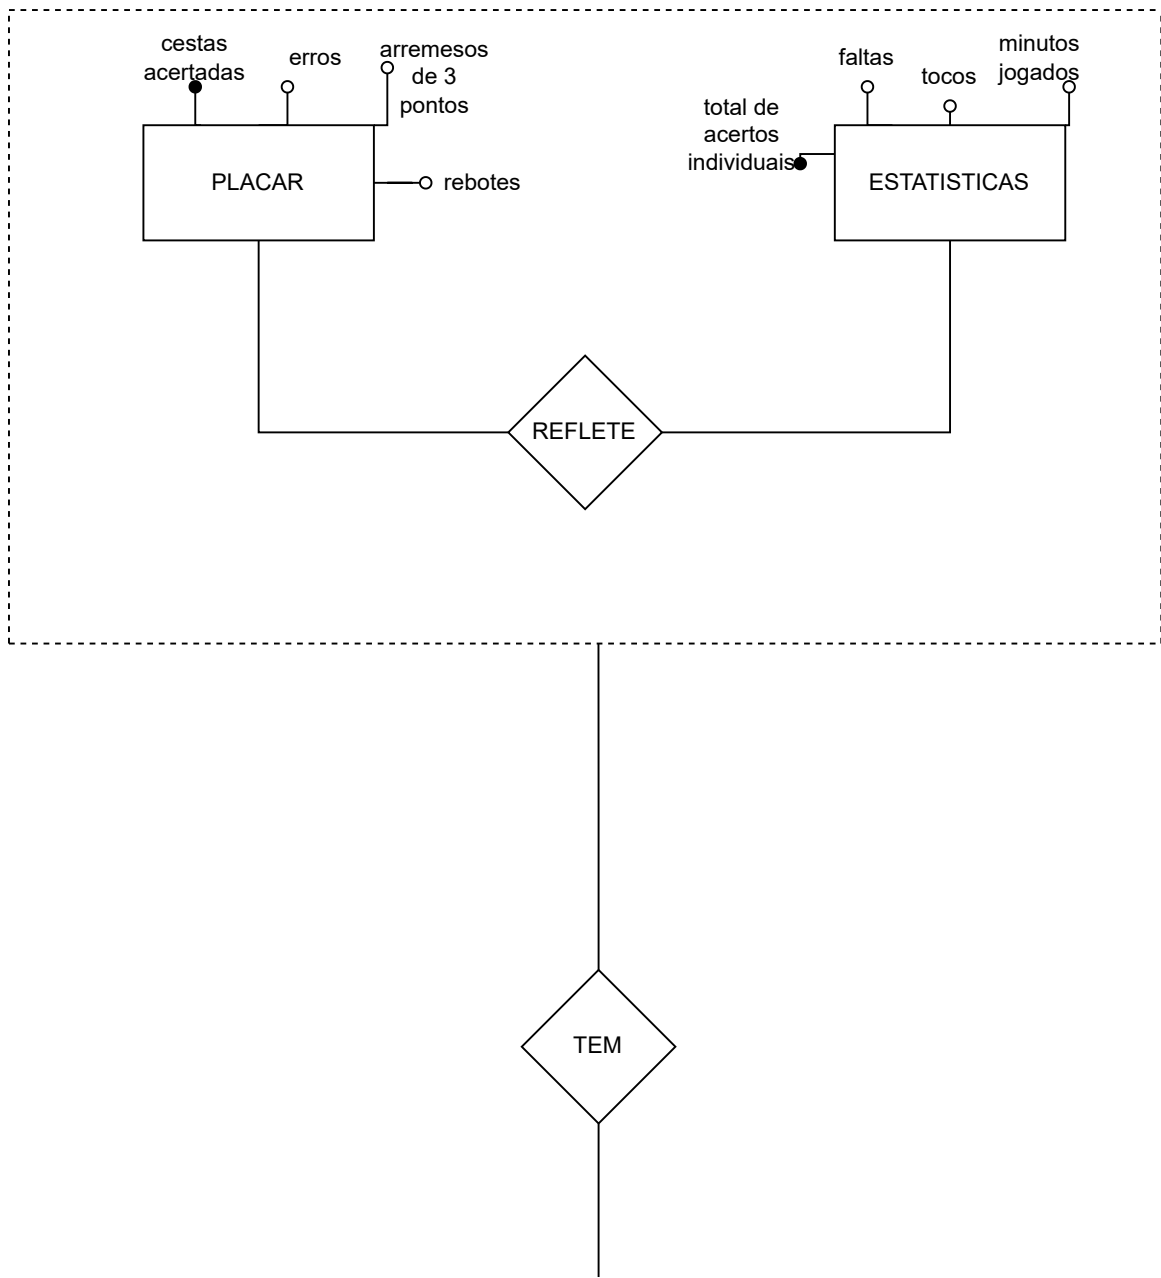 cestas
acertadas
erros
arremesos
de 3
pontos
rebotes
PLACAR
faltas
tocos
minutos
jogados
total de
acertos
individuais
ESTATISTICAS
REFLETE
TEM